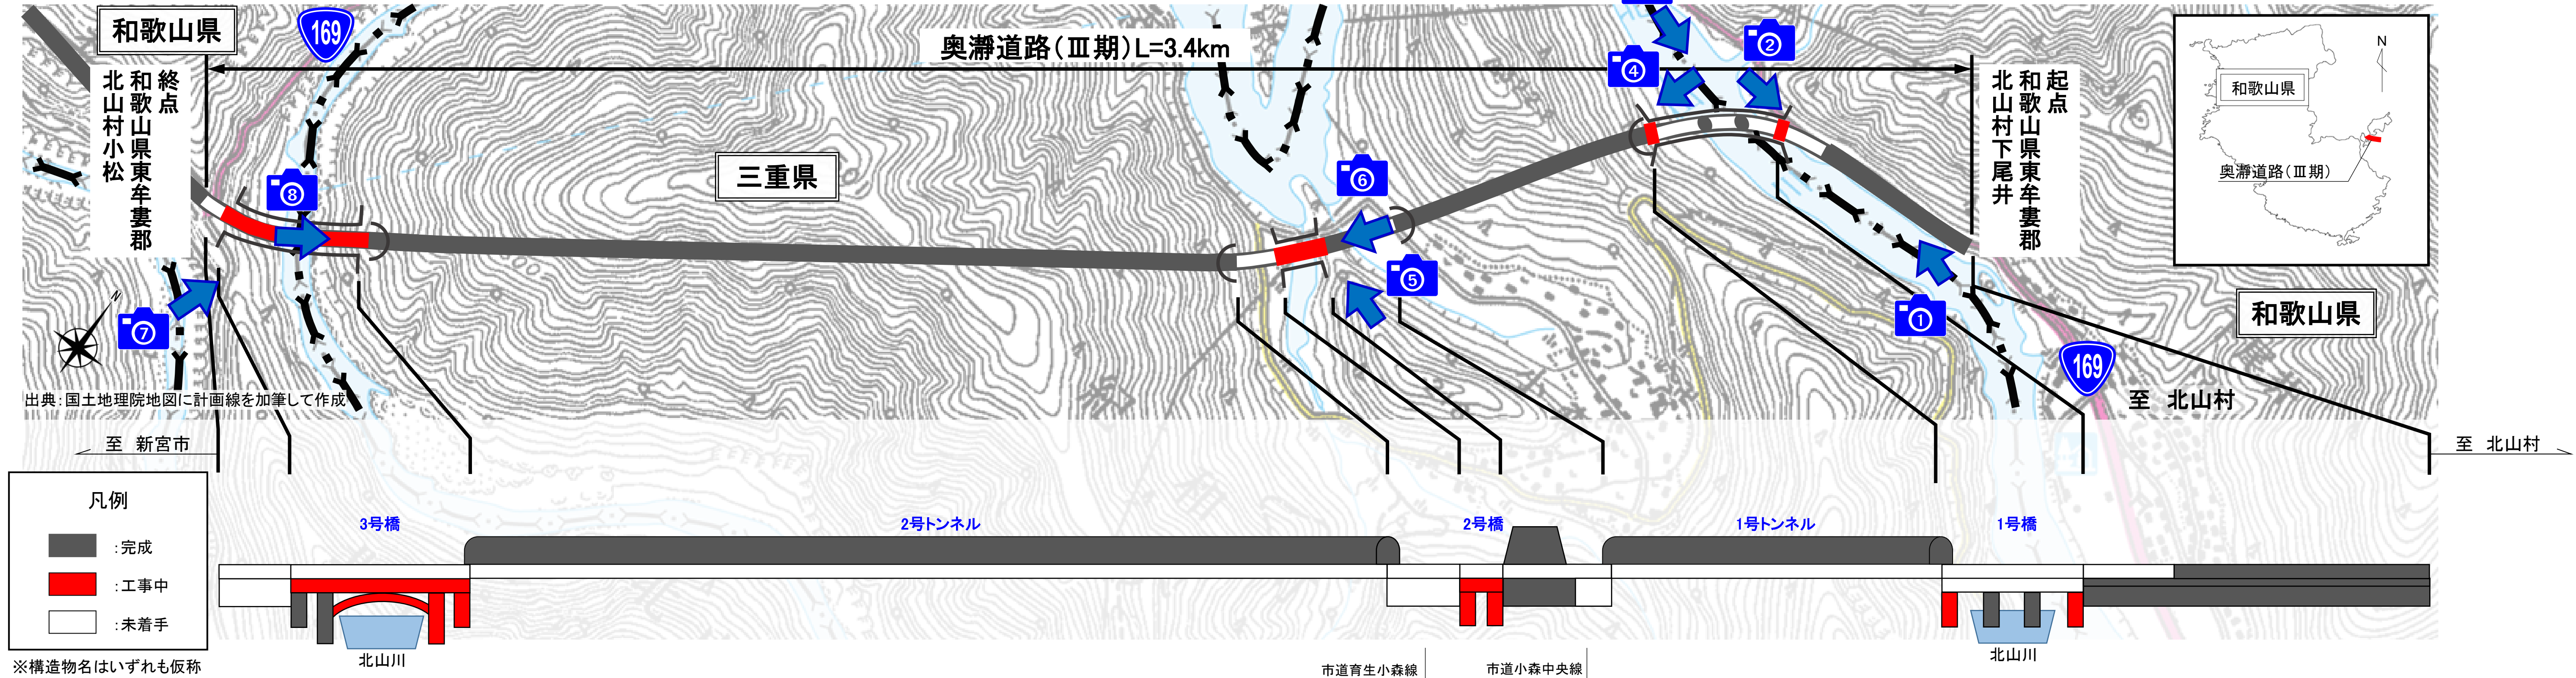 和歌山県
169
奥瀞道路(Ⅲ期)L=3.4km
終点
和歌山県東牟婁郡
北山村小松
起点
和歌山県東牟婁郡
北山村下尾井
②
④
⑧
三重県
⑥
⑤
⑦
①
N
和歌山県
奥瀞道路(Ⅲ期)
N
和歌山県
169
至 北山村
出典:国土地理院地図に計画線を加筆して作成
至 新宮市
至 北山村
凡例
:完成
:工事中
:未着手
※構造物名はいずれも仮称
3号橋
2号トンネル
2号橋
1号トンネル
1号橋
北山川
市道育生小森線
市道小森中央線
北山川